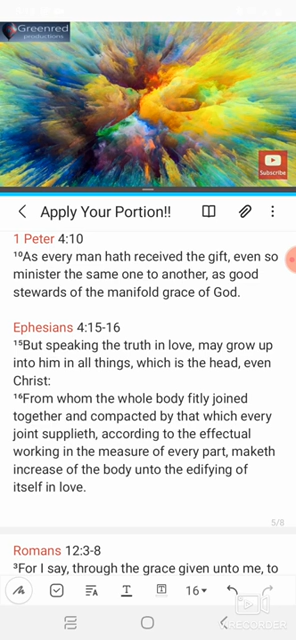 Greenred
productions
Subscribe
Apply Your Portion!!
1 Peter 4:10
¹⁰As every man hath received the gift, even so
minister the same one to another, as good
stewards of the manifold grace of God.
Ephesians 4:15-16
¹⁵But speaking the truth in love, may grow up
into him in all things, which is the head, even
Christ:
¹⁶From whom the whole body fitly joined
together and compacted by that which every
joint supplieth, according to the effectual
working in the measure of every part, maketh
increase of the body unto the edifying of
itself in love.
5/8
Romans 12:3-8
³For I say, through the grace given unto me, to
16
RECORDER